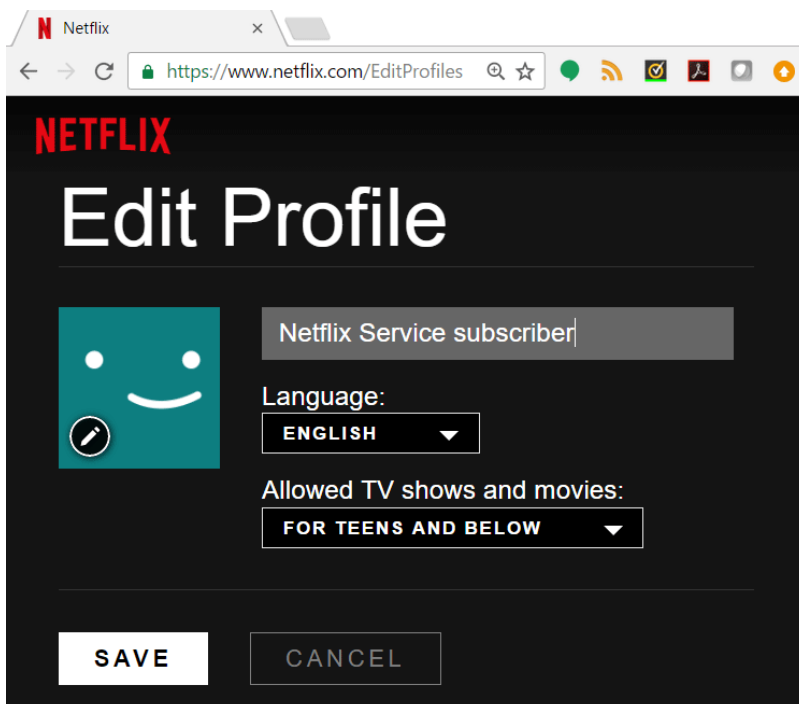 Netflix
https://www.netflix.com/EditProfiles
NETFLIX
Edit Profile
Netflix Service subscriber
Language:
ENGLISH
Allowed TV shows and movies:
FOR TEENS AND BELOW
SAVE
CANCEL